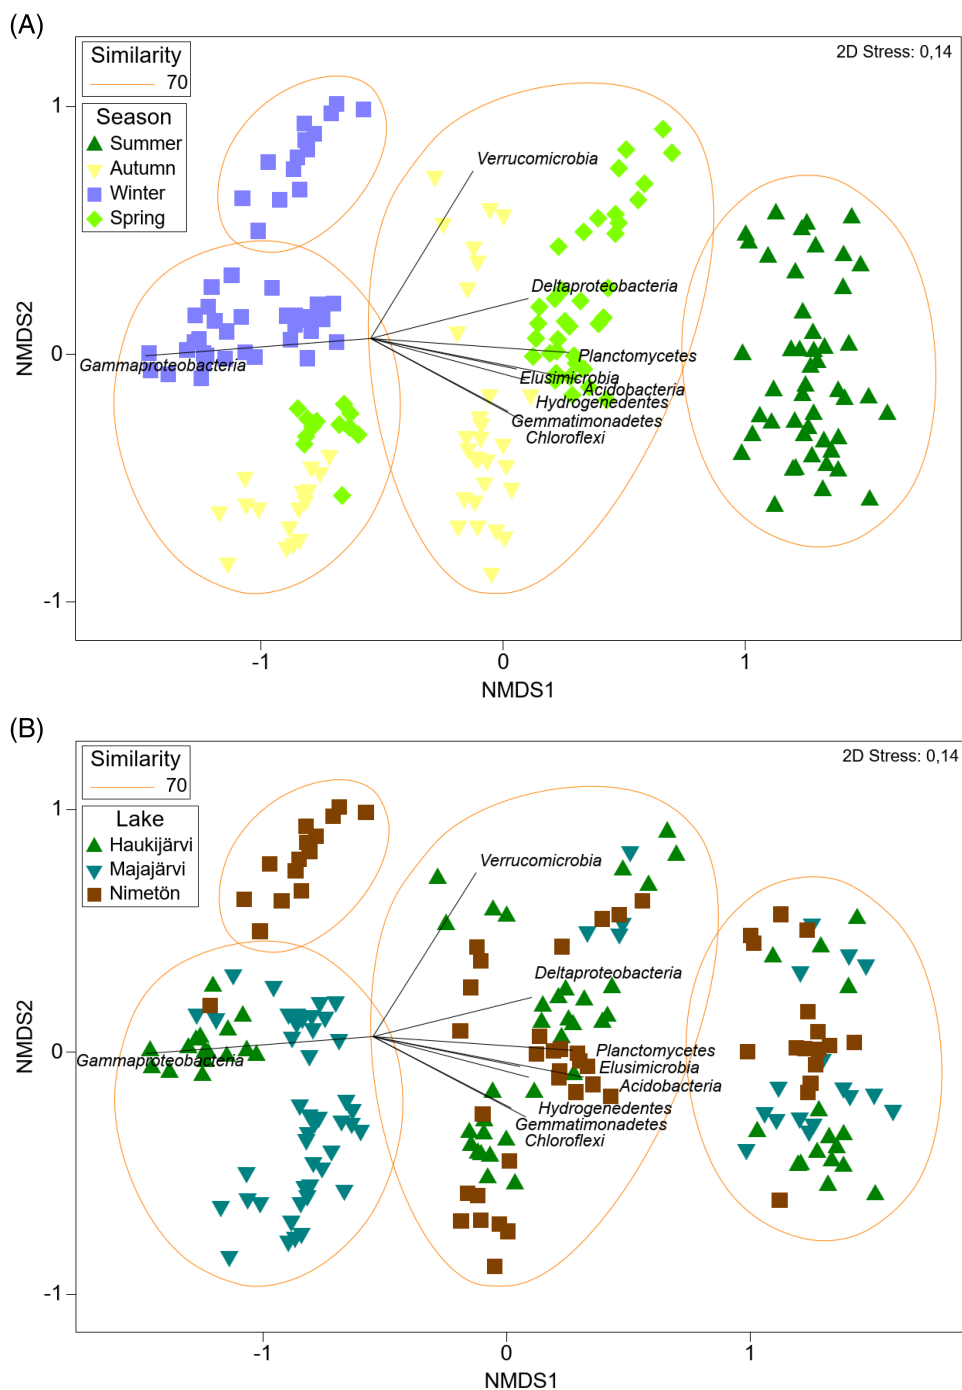 (A)
Similarity
70
2D Stress: 0,14
Season
Summer
Autumn
Winter
Spring
1
0
-1
NMDS2
Verrucomicrobia
Deltaproteobacteria
Planctomycetes
Gammaproteobacteria
Elusimicrobia
Acidobacteria
Hydrogenedentes
Gemmatimonadetes
Chloroflexi
-1
0
1
NMDS1
(B)
Similarity
70
2D Stress: 0,14
Lake
Haukijärvi
Majajärvi
Nimetön
1
0
-1
NMDS2
Verrucomicrobia
Deltaproteobacteria
Planctomycetes
Gammaproteobacteria
Elusimicrobia
Acidobacteria
Hydrogenedentes
Gemmatimonadetes
Chloroflexi
-1
0
1
NMDS1